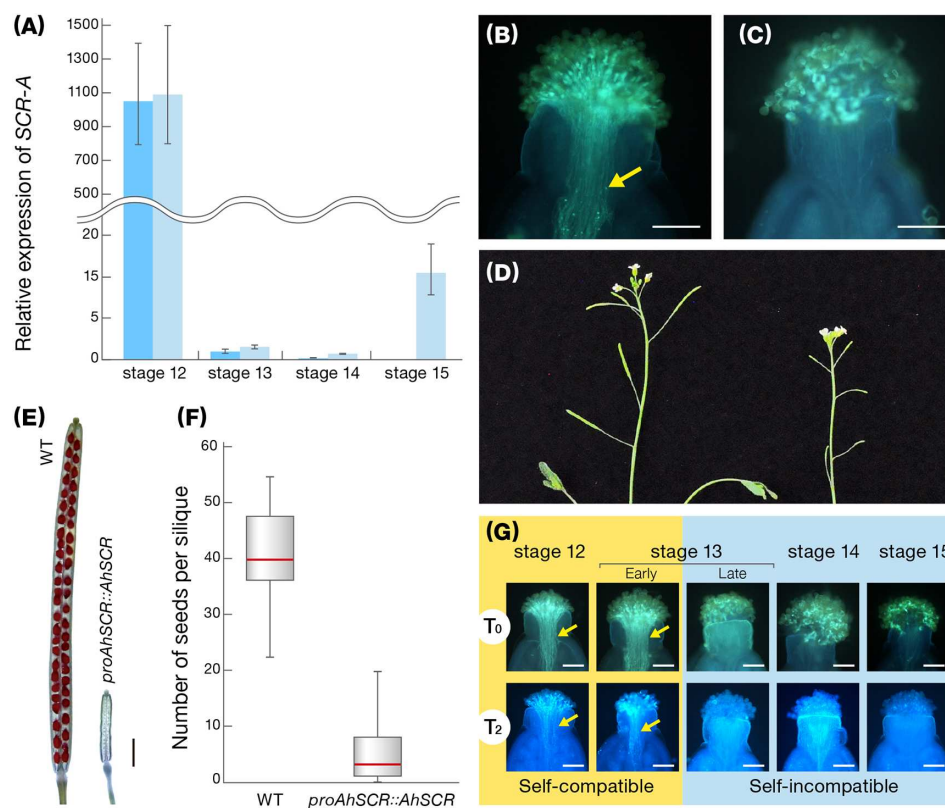 (A)
Relative expression of SCR-A
1500
1300
1100
900
700
500
20
15
5
0
stage 12
stage 13
stage 14
stage 15
(B)
(C)
(D)
(E)
WT
proAhSCR::AhSCR
(F)
Number of seeds per silique
60
50
40
30
20
10
0
WT
proAhSCR::AhSCR
(G)
stage 12
stage 13
stage 14
stage 15
Early
Late
T0
T2
Self-compatible
Self-incompatible